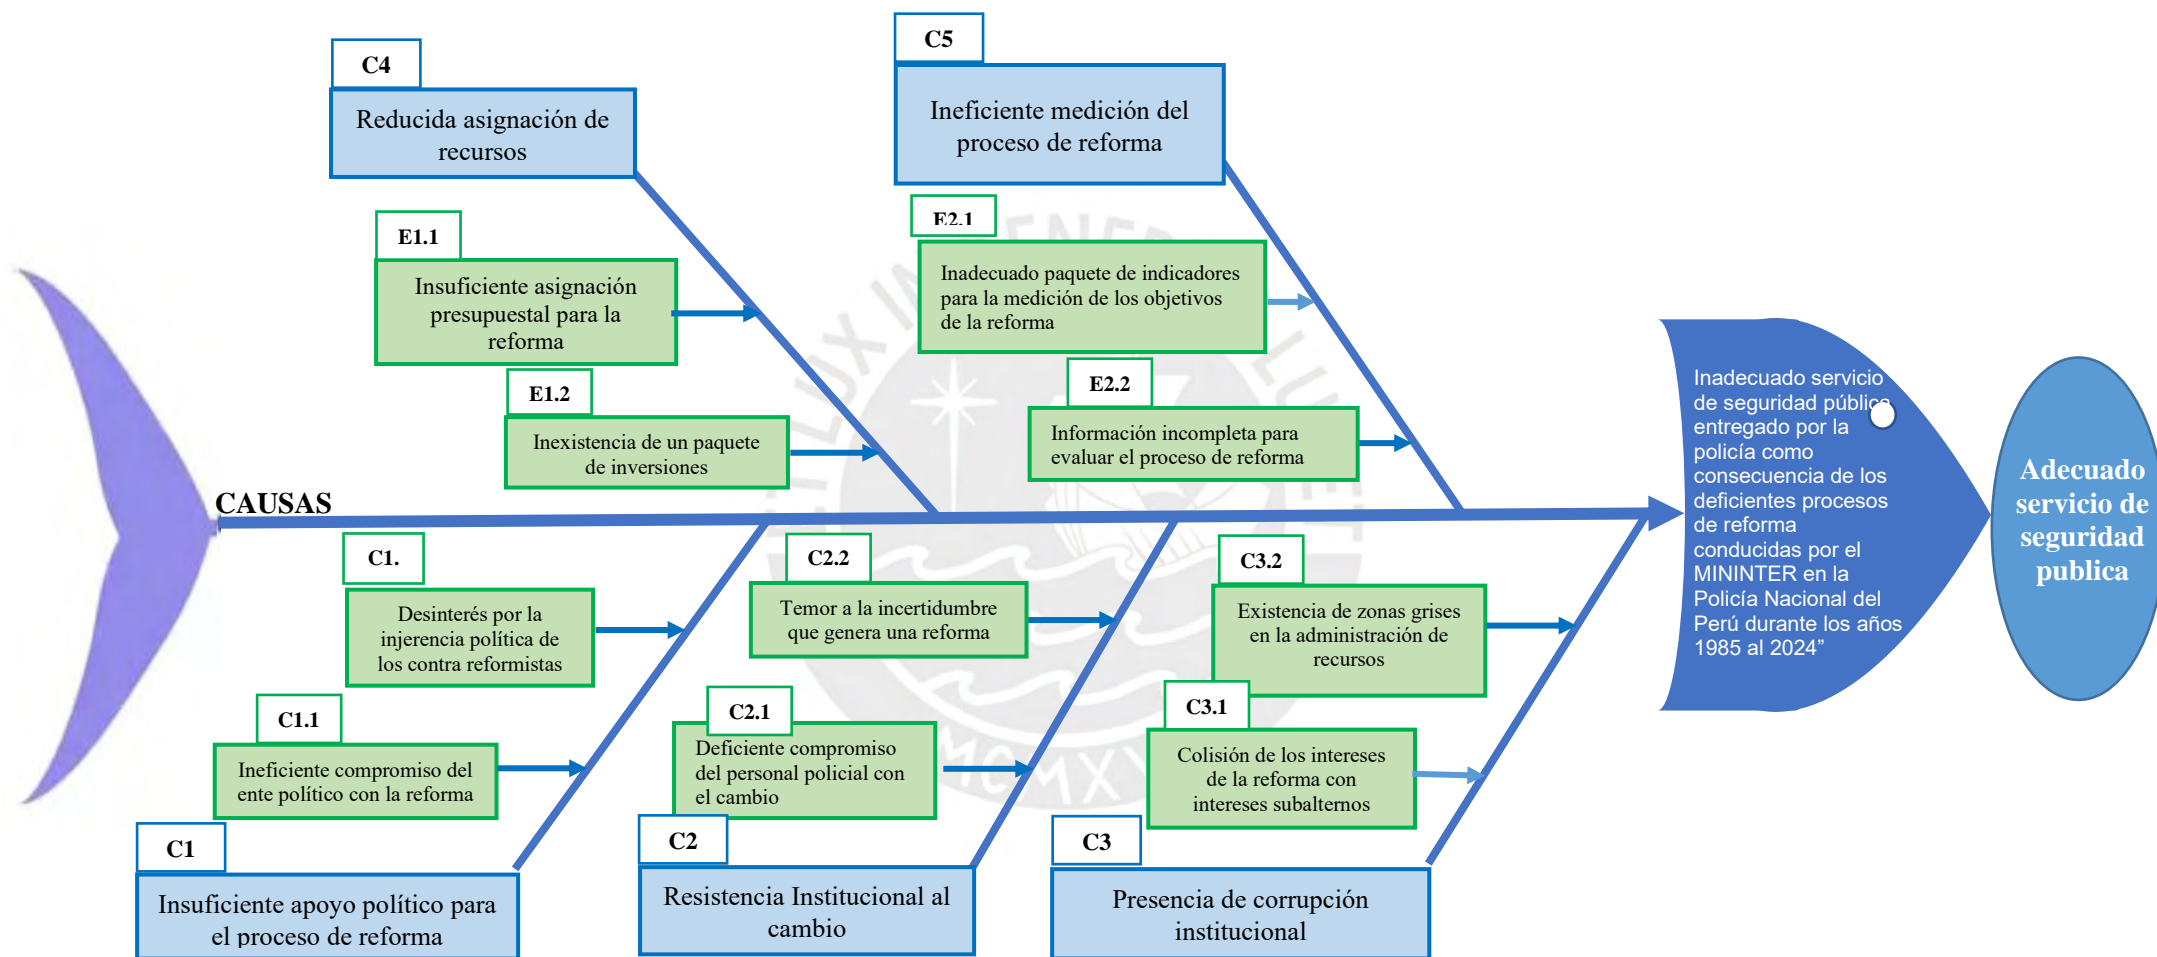 C4
Reducida asignación de
recursos
C5
Ineficiente medición del
proceso de reforma
E1.1
Insuficiente asignación
presupuestal para la
reforma
E1.2
Inexistencia de un paquete
de inversiones
E2.1
Inadecuado paquete de indicadores
para la medición de los objetivos
de la reforma
E2.2
Información incompleta para
evaluar el proceso de reforma
CAUSAS
C1.
Desinterés por la
injerencia política de
los contra reformistas
C1.1
Ineficiente compromiso del
ente político con la reforma
C1
Insuficiente apoyo político para
el proceso de reforma
C2.2
Temor a la incertidumbre
que genera una reforma
C2.1
Deficiente compromiso
del personal policial con
el cambio
C2
Resistencia Institucional al
cambio
C3.2
Existencia de zonas grises
en la administración de
recursos
C3.1
Colisión de los intereses
de la reforma con
intereses subalternos
C3
Presencia de corrupción
institucional
Inadecuado servicio
de seguridad pública
entregado por la
policía como
consecuencia de los
deficientes procesos
de reforma
conducidas por el
MININTER en la
Policía Nacional del
Perú durante los años
1985 al 2024”
Adecuado
servicio de
seguridad
publica